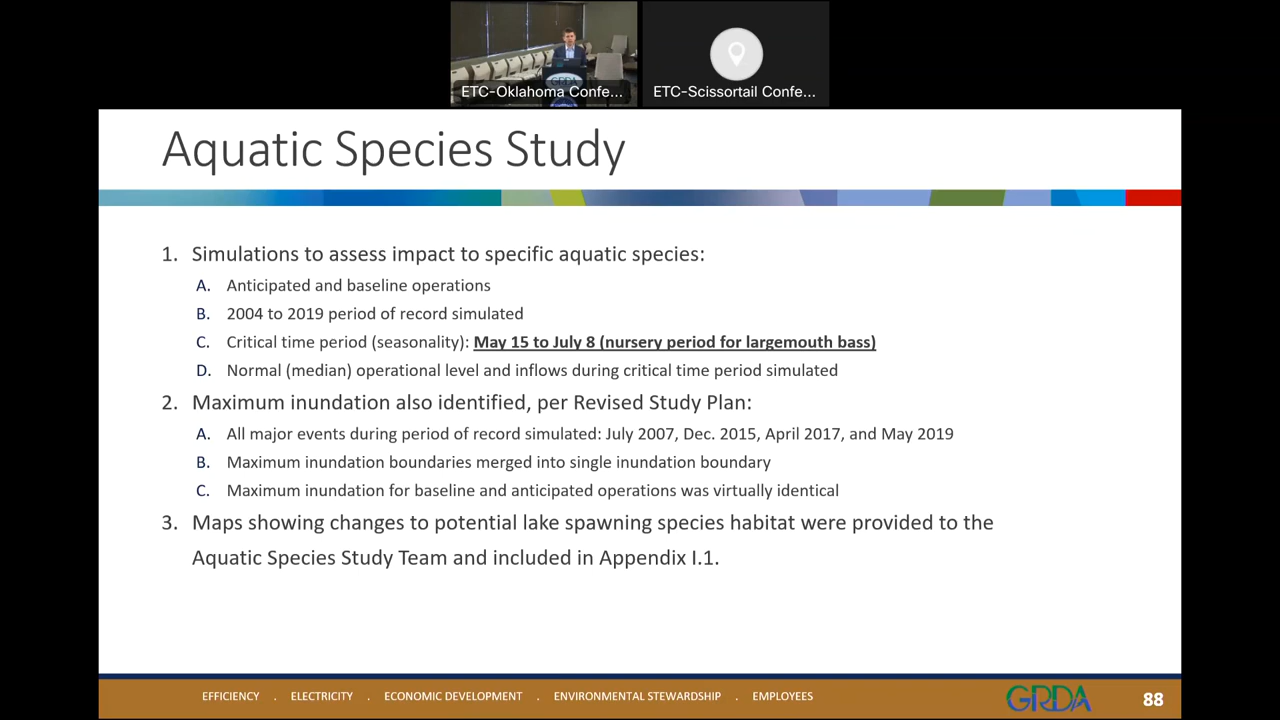 ETC-Oklahoma Confe...
ETC-Scissortail Confe...
GRDA
Aquatic Species Study
1. Simulations to assess impact to specific aquatic species:
A. Anticipated and baseline operations
B. 2004 to 2019 period of record simulated
C. Critical time period (seasonality): May 15 to July 8 (nursery period for largemouth bass)
D. Normal (median) operational level and inflows during critical time period simulated
2. Maximum inundation also identified, per Revised Study Plan:
A. All major events during period of record simulated: July 2007, Dec. 2015, April 2017, and May 2019
B. Maximum inundation boundaries merged into single inundation boundary
C. Maximum inundation for baseline and anticipated operations was virtually identical
3. Maps showing changes to potential lake spawning species habitat were provided to the
Aquatic Species Study Team and included in Appendix I.1.
EFFICIENCY . ELECTRICITY . ECONOMIC DEVELOPMENT . ENVIRONMENTAL STEWARDSHIP . EMPLOYEES
GRDA
88